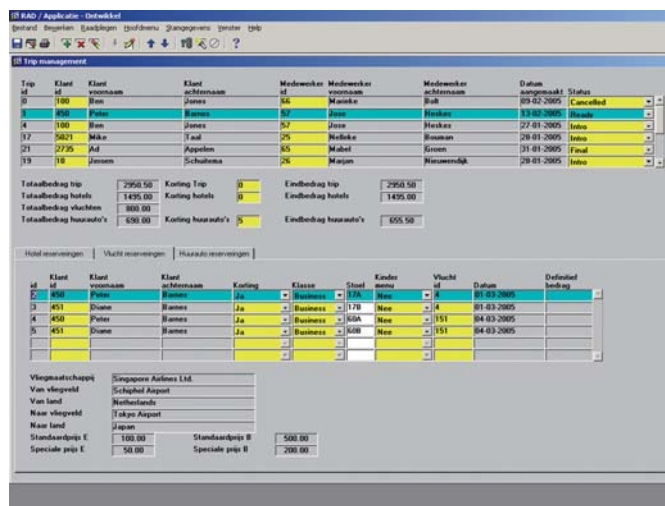 RAD / Applicatie - Ontwikkel
Bestand Bewerken Raadplegen Hoofdmenu Stamgegevens Venster Help
Trip management
Trip id Klant id Klant voornaam Klant achternaam Medewerker id Medewerker voornaam Medewerker achternaam Datum aangemaakt Status
0 100 Ben Jones 66 Marieke Bolt 09-02-2005 Cancelled
450 Peter Barnes 57 Jose Heskes 13-02-2005 Ready
4 100 Ben Jones 57 Jose Heskes 27-01-2005 Intro
17 5021 Mike Taal 25 Nelleke Bouman 28-01-2005 Intro
21 2735 Ad Appelen 65 Mabel Groen 31-01-2005 Final
19 10 Jeroen Schuitema 26 Marjan Nieuwendijk 28-01-2005 Intro
Totaalbedrag trip 2950.50 Korting Trip 0 Eindbedrag trip 2950.50
Totaalbedrag hotels 1495.00 Korting hotels 0 Eindbedrag hotels 1495.00
Totaalbedrag vluchten 800.00
Totaalbedrag huurauto's 690.00 Korting huurauto's 5 Eindbedrag huurauto's 655.50
Hotel reserveringen Vlucht reserveringen Huurauto reserveringen
id Klant id Klant voornaam Klant achternaam Korting Klasse Stoel Kinder menu Vlucht id Datum Definitief bedrag
2 450 Peter Barnes Ja Business 17A Nee 4 01-03-2005
3 451 Diane Barnes Ja Business 17B Nee 4 01-03-2005
4 450 Peter Barnes Ja Business 60A Nee 151 04-03-2005
5 451 Diane Barnes Ja Business 60B Nee 151 04-03-2005
Vliegmaatschappij Singapore Airlines Ltd.
Van vliegveld Schiphol Airport
Van land Netherlands
Naar vliegveld Tokyo Airport
Naar land Japan
Standaardprijs E 100.00 Standaardprijs B 500.00
Speciale prijs E 50.00 Speciale prijs B 200.00